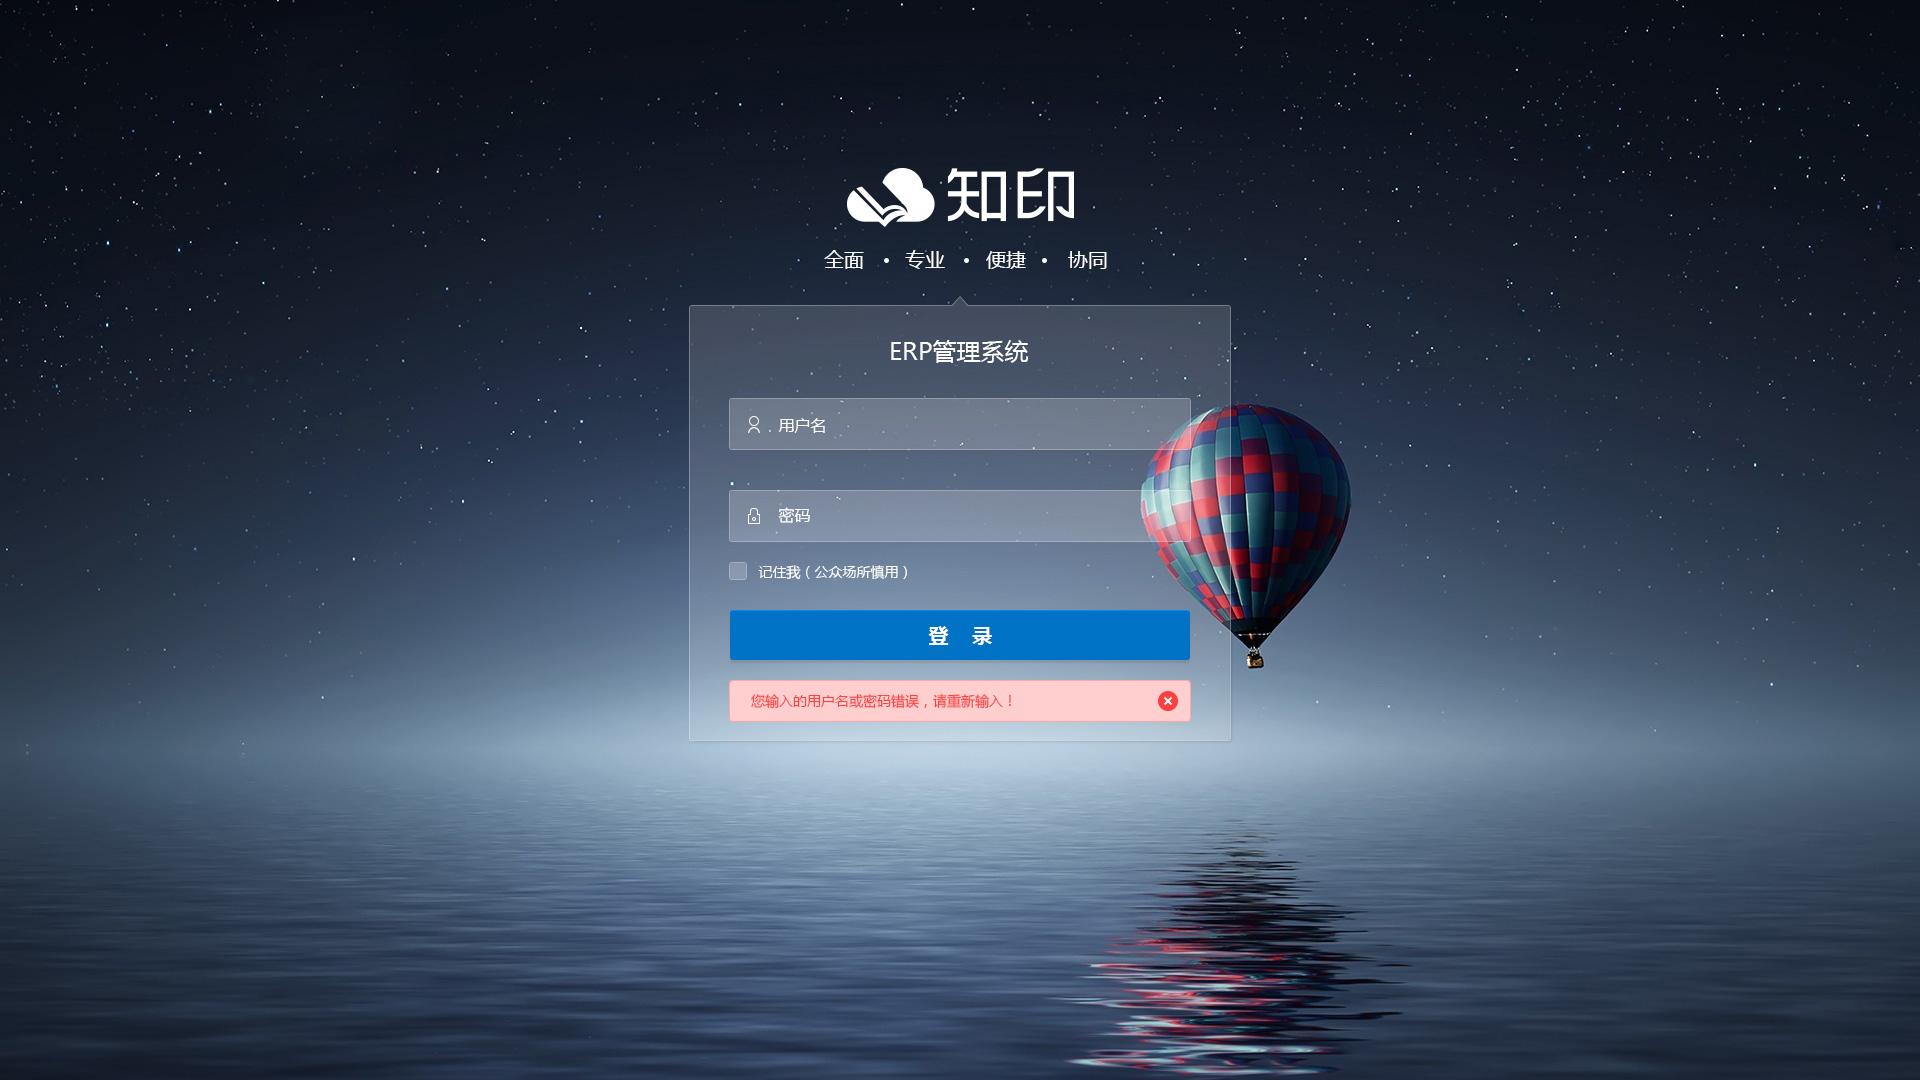 知印
全面 • 专业 • 便捷 • 协同
ERP管理系统
用户名
密码
记住我（公众场所慎用）
登 录
您输入的用户名或密码错误，请重新输入！